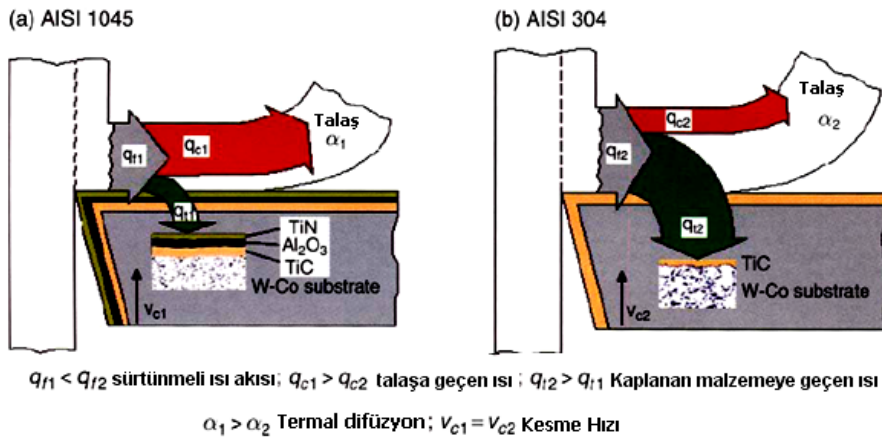 (a) AISI 1045
(b) AISI 304
Talaş
α1
qf1
qc1
qt1
TiN
Al2O3
TiC
W-Co substrate
vc1
Talaş
α2
qf2
qc2
qt2
TiC
W-Co substrate
vc2
qf1 < qf2 sürtünmeli ısı akısı; qc1 > qc2 talaşa geçen ısı ; qt2 > qt1 Kaplanan malzemeye geçen ısı
α1 > α2 Termal difüzyon ; vc1 = vc2 Kesme Hızı